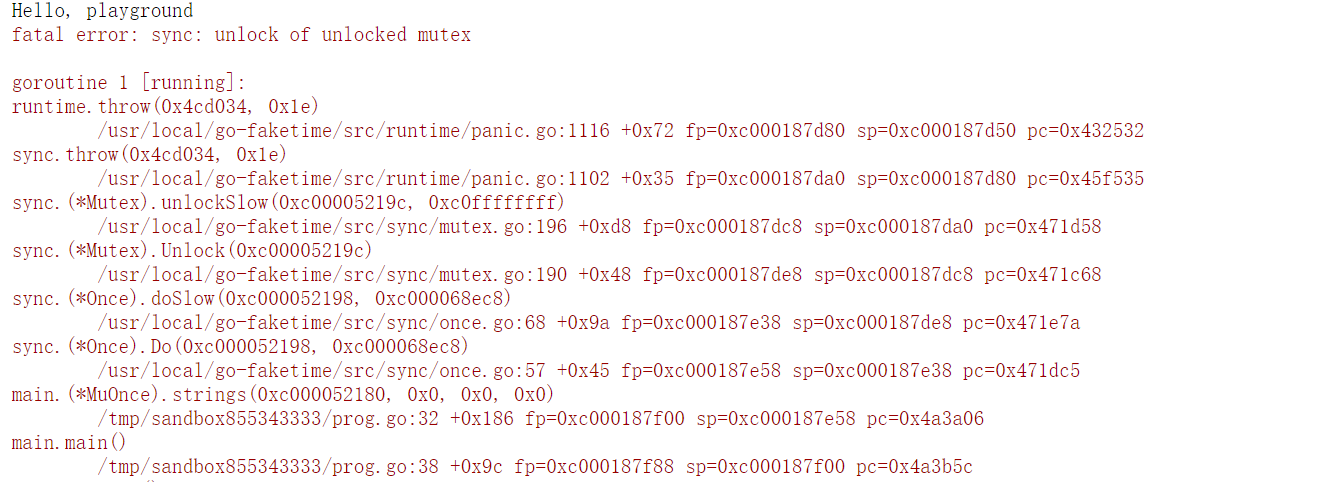 Hello, playground
fatal error: sync: unlock of unlocked mutex
goroutine 1 [running]:
runtime.throw(0x4cd034, 0x1e)
/usr/local/go-faketime/src/runtime/panic.go:1116 +0x72 fp=0xc000187d80 sp=0xc000187d50 pc=0x432532
sync.throw(0x4cd034, 0x1e)
/usr/local/go-faketime/src/runtime/panic.go:1102 +0x35 fp=0xc000187da0 sp=0xc000187d80 pc=0x45f535
sync.(*Mutex).unlockSlow(0xc00005219c, 0xc0ffffffff)
/usr/local/go-faketime/src/sync/mutex.go:196 +0xd8 fp=0xc000187dc8 sp=0xc000187da0 pc=0x471d58
sync.(*Mutex).Unlock(0xc00005219c)
/usr/local/go-faketime/src/sync/mutex.go:190 +0x48 fp=0xc000187de8 sp=0xc000187dc8 pc=0x471c68
sync.(*Once).doSlow(0xc000052198, 0xc000068ec8)
/usr/local/go-faketime/src/sync/once.go:68 +0x9a fp=0xc000187e38 sp=0xc000187de8 pc=0x471e7a
sync.(*Once).Do(0xc000052198, 0xc000068ec8)
/usr/local/go-faketime/src/sync/once.go:57 +0x45 fp=0xc000187e58 sp=0xc000187e38 pc=0x471dc5
main.(*MuOnce).strings(0xc000052180, 0x0, 0x0, 0x0)
/tmp/sandbox855343333/prog.go:32 +0x186 fp=0xc000187f00 sp=0xc000187e58 pc=0x4a3a06
main.main()
/tmp/sandbox855343333/prog.go:38 +0x9c fp=0xc000187f88 sp=0xc000187f00 pc=0x4a3b5c